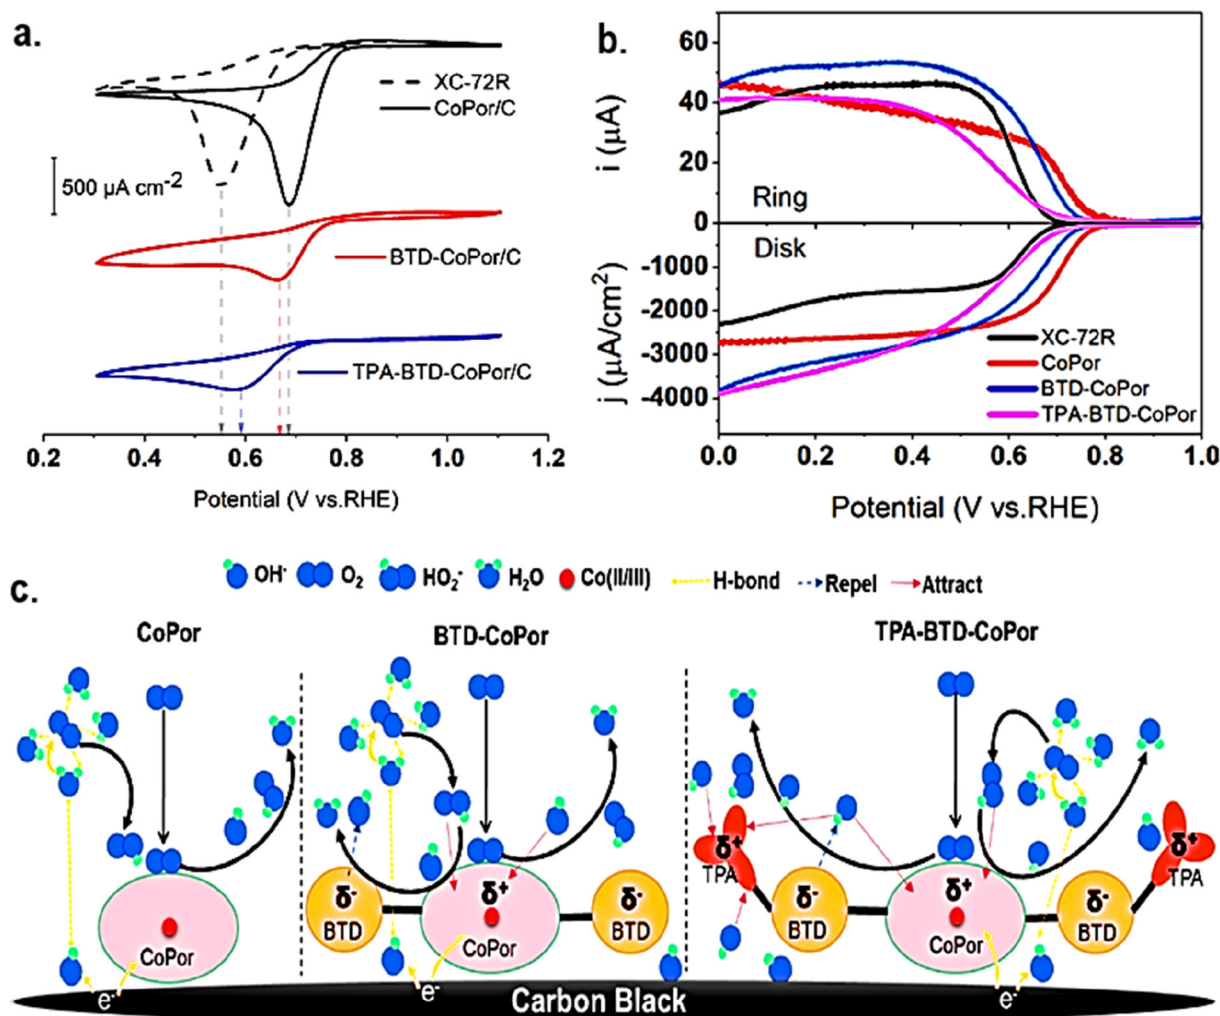 a.
XC-72R
CoPor/C
500 μA cm-2
BTD-CoPor/C
TPA-BTD-CoPor/C
0.2 0.4 0.6 0.8 1.0 1.2
Potential (V vs.RHE)
b.
60
40
20
0
i (μA)
Ring
Disk
-1000
-2000
-3000
-4000
j (μA/cm2)
XC-72R
CoPor
BTD-CoPor
TPA-BTD-CoPor
0.0 0.2 0.4 0.6 0.8 1.0
Potential (V vs.RHE)
c.
OH- O2 HO2- H2O Co(II/III) H-bond Repel Attract
CoPor BTD-CoPor TPA-BTD-CoPor
CoPor
e-
δ-
BTD
δ+
CoPor
δ-
BTD
e-
δ+
TPA
δ-
BTD
δ+
CoPor
δ-
BTD
δ+
TPA
e-
Carbon Black